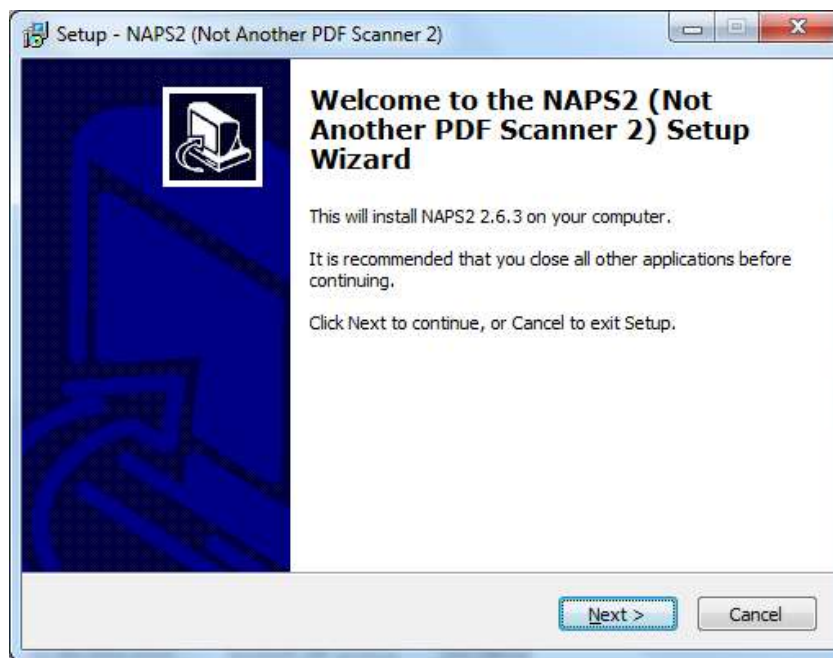 Setup - NAPS2 (Not Another PDF Scanner 2)
Welcome to the NAPS2 (Not
Another PDF Scanner 2) Setup
Wizard
This will install NAPS2 2.6.3 on your computer.
It is recommended that you close all other applications before
continuing.
Click Next to continue, or Cancel to exit Setup.
Next >
Cancel